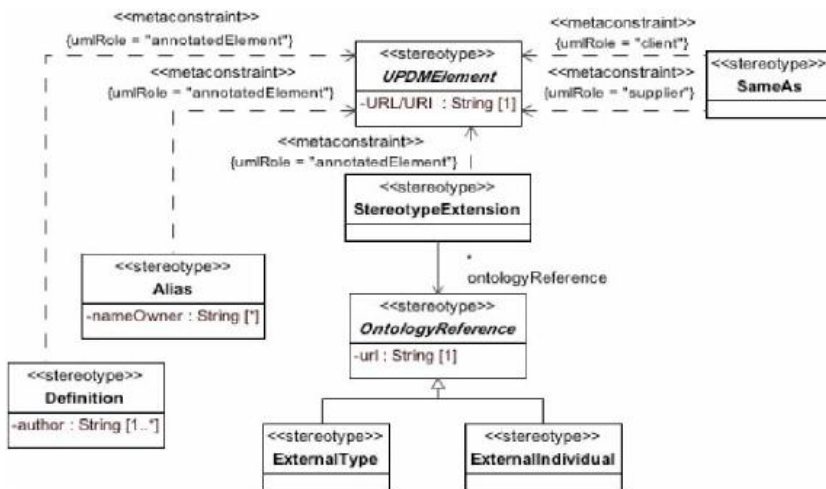 <<metaconstraint>>
{umlRole = "annotatedElement"}
<<metaconstraint>>
{umlRole = "annotatedElement"}
<<stereotype>>
UPDMElement
-URL/URI : String [1]
<<metaconstraint>>
{umlRole = "client"}
<<metaconstraint>>
{umlRole = "supplier"}
<<stereotype>>
SameAs
<<metaconstraint>>
{umlRole = "annotatedElement"}
<<stereotype>>
StereotypeExtension
*
ontologyReference
<<stereotype>>
Alias
-nameOwner : String [*]
<<stereotype>>
OntologyReference
-url : String [1]
<<stereotype>>
Definition
-author : String [1..*]
<<stereotype>>
ExternalType
<<stereotype>>
ExternalIndividual